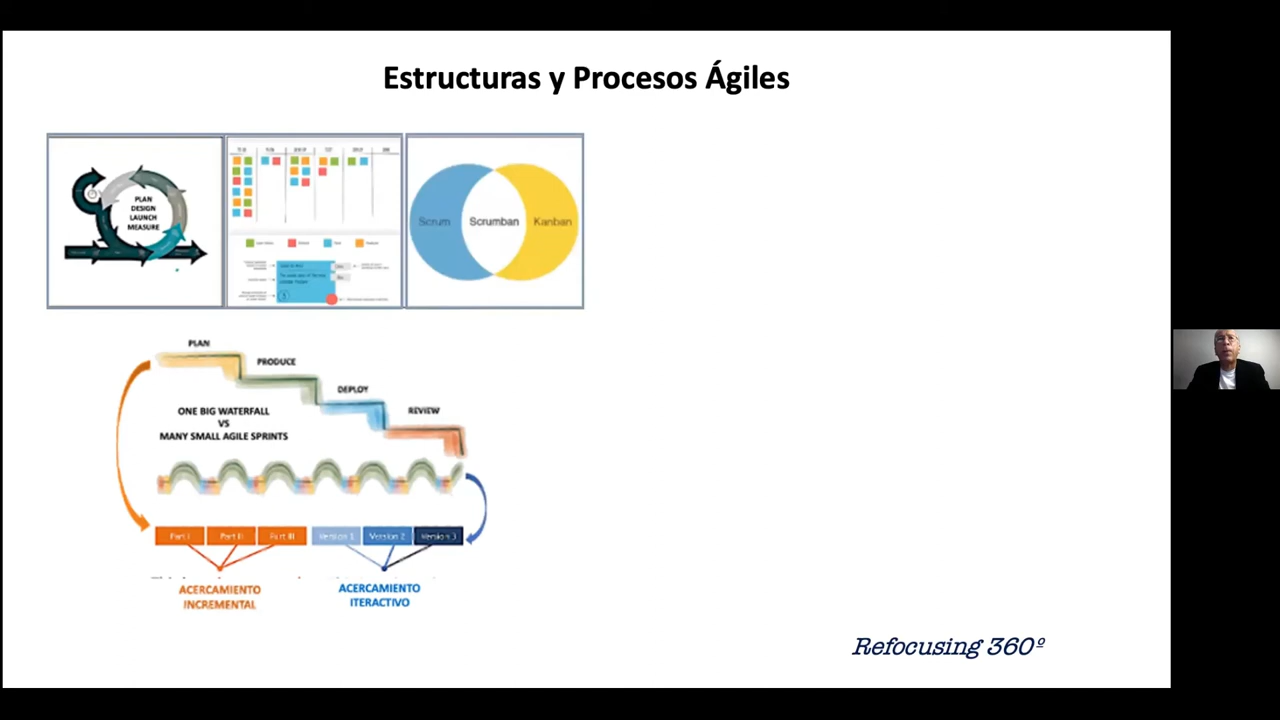 Estructuras y Procesos Ágiles
PLAN
DESIGN
LAUNCH
MEASURE
Scrum
Scrumban
Kanban
PLAN
PRODUCE
DEPLOY
REVIEW
ONE BIG WATERFALL
VS
MANY SMALL AGILE SPRINTS
Part I
Part II
Part III
Version 1
Version 2
Version 3
ACERCAMIENTO
INCREMENTAL
ACERCAMIENTO
ITERACTIVO
Refocusing 360º